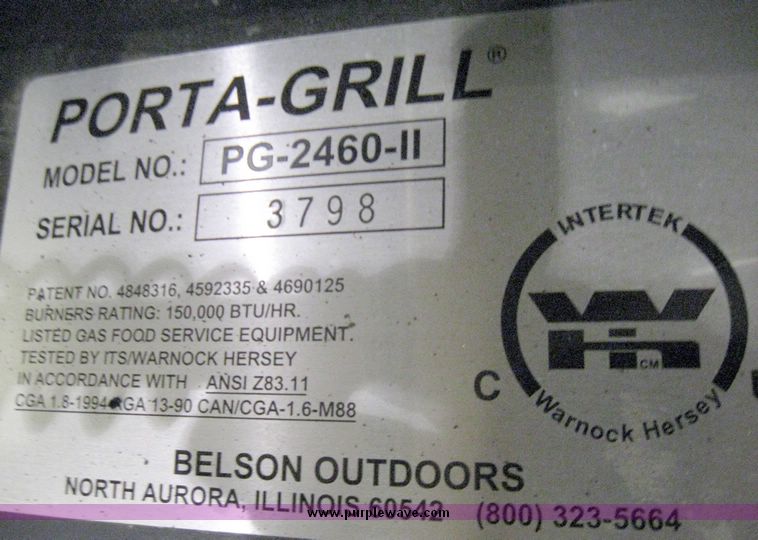 PORTA-GRILL®
MODEL NO.: PG-2460-II
SERIAL NO.: 3798
PATENT NO. 4848316, 4592335 & 4690125
BURNERS RATING: 150,000 BTU/HR.
LISTED GAS FOOD SERVICE EQUIPMENT.
TESTED BY ITS/WARNOCK HERSEY
IN ACCORDANCE WITH ANSI Z83.11
CGA 1.8-1994 RGA 13-90 CAN/CGA-1.6-M88
INTERTEK
WH
CM
C
Warnock Hersey
BELSON OUTDOORS
NORTH AURORA, ILLINOIS 60542 (800) 323-5664
www.purplewave.com